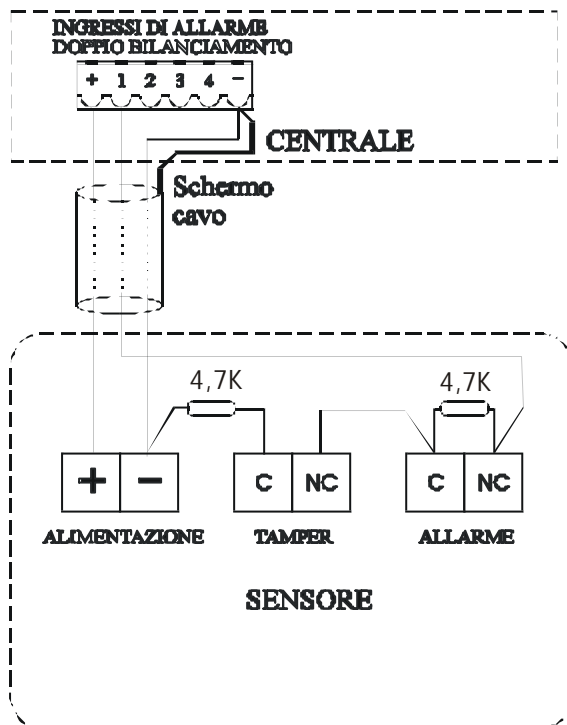 INGRESSI DI ALLARME
DOPPIO BILANCIAMENTO
+ 1 2 3 4 -
CENTRALE
Schermo
cavo
4,7K 4,7K
+ - C NC C NC
ALIMENTAZIONE TAMPER ALLARME
SENSORE